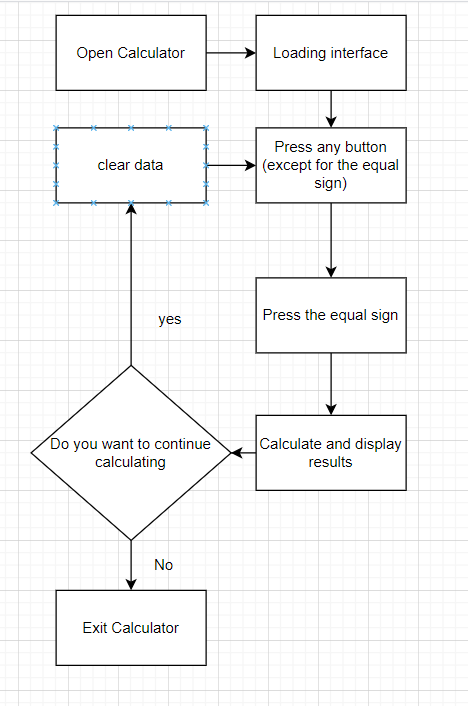 Open Calculator
Loading interface
clear data
Press any button
(except for the equal
sign)
yes
Press the equal sign
Do you want to continue
calculating
Calculate and display
results
No
Exit Calculator